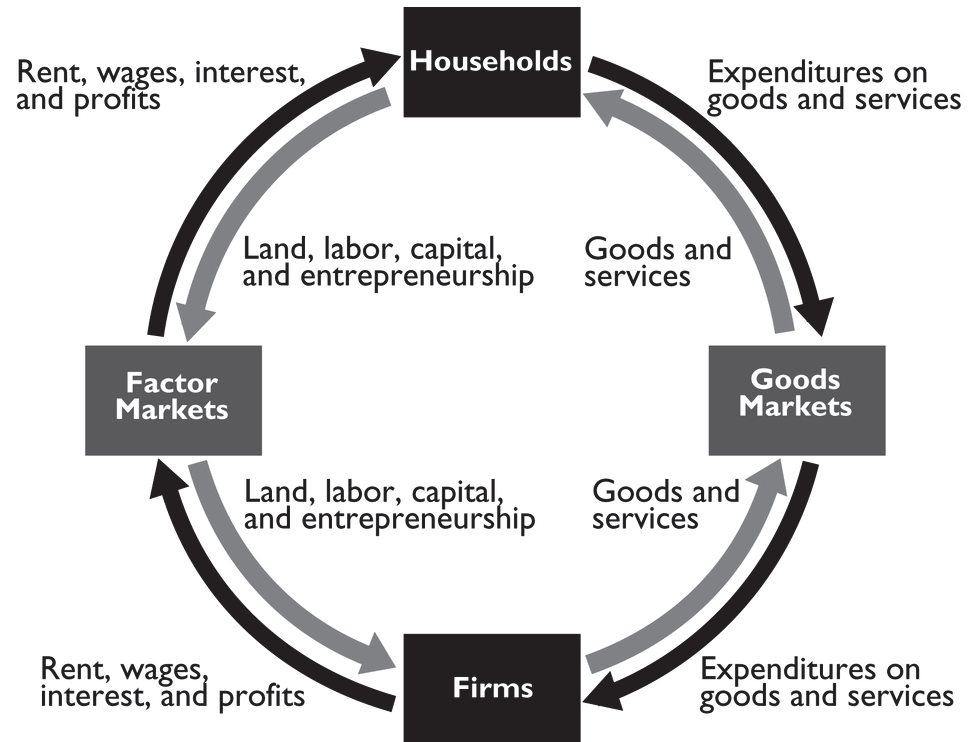 Households
Rent, wages, interest,
and profits
Expenditures on
goods and services
Land, labor, capital,
and entrepreneurship
Goods and
services
Factor
Markets
Goods
Markets
Land, labor, capital,
and entrepreneurship
Goods and
services
Rent, wages,
interest, and profits
Firms
Expenditures on
goods and services